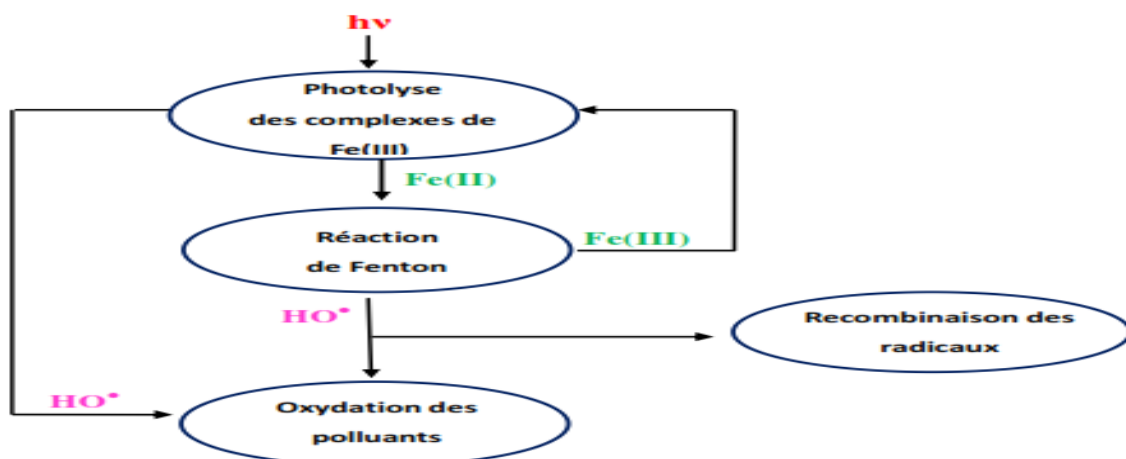 hν
Photolyse
des complexes de
Fe(III)
Fe(II)
Réaction
de Fenton
Fe(III)
HO•
Recombinaison des
radicaux
HO•
Oxydation des
polluants